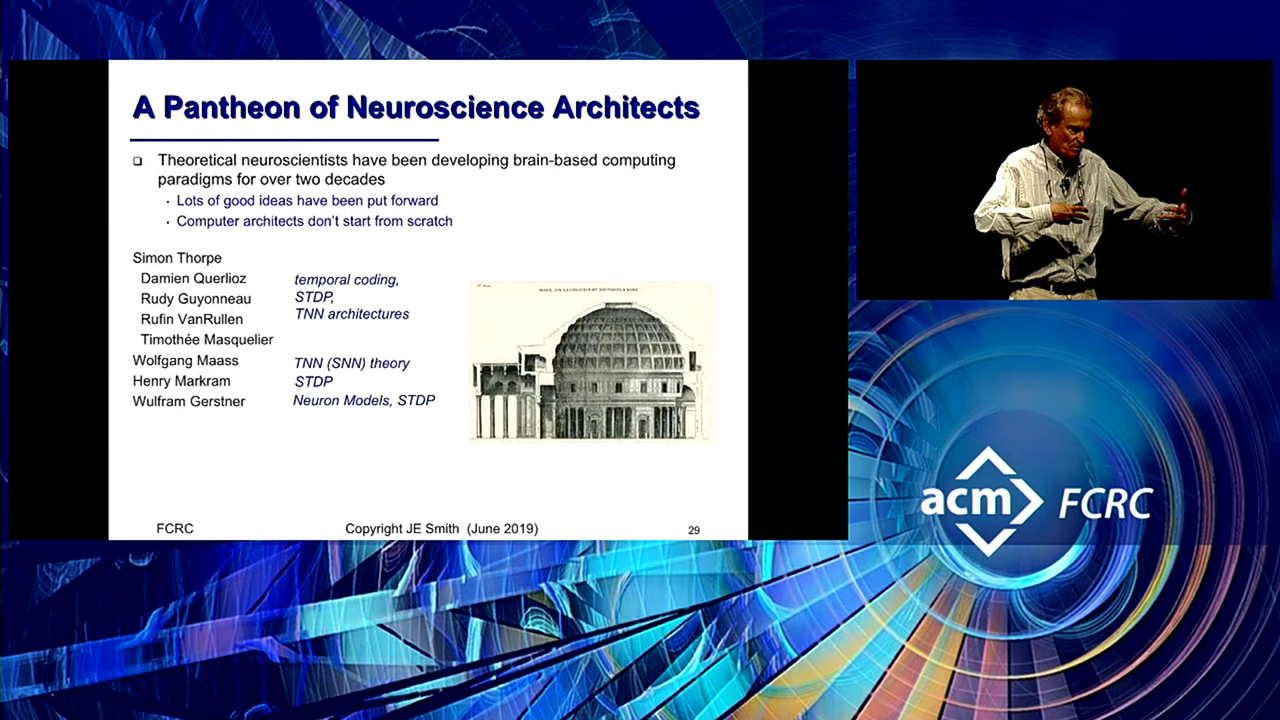 A Pantheon of Neuroscience Architects
Theoretical neuroscientists have been developing brain-based computing
paradigms for over two decades
Lots of good ideas have been put forward
Computer architects don't start from scratch
Simon Thorpe
Damien Querlioz
Rudy Guyonneau
Rufin VanRullen
Timothée Masquelier
temporal coding,
STDP,
TNN architectures
Wolfgang Maass TNN (SNN) theory
Henry Markram STDP
Wulfram Gerstner Neuron Models, STDP
FCRC Copyright JE Smith (June 2019) 29
acm FCRC